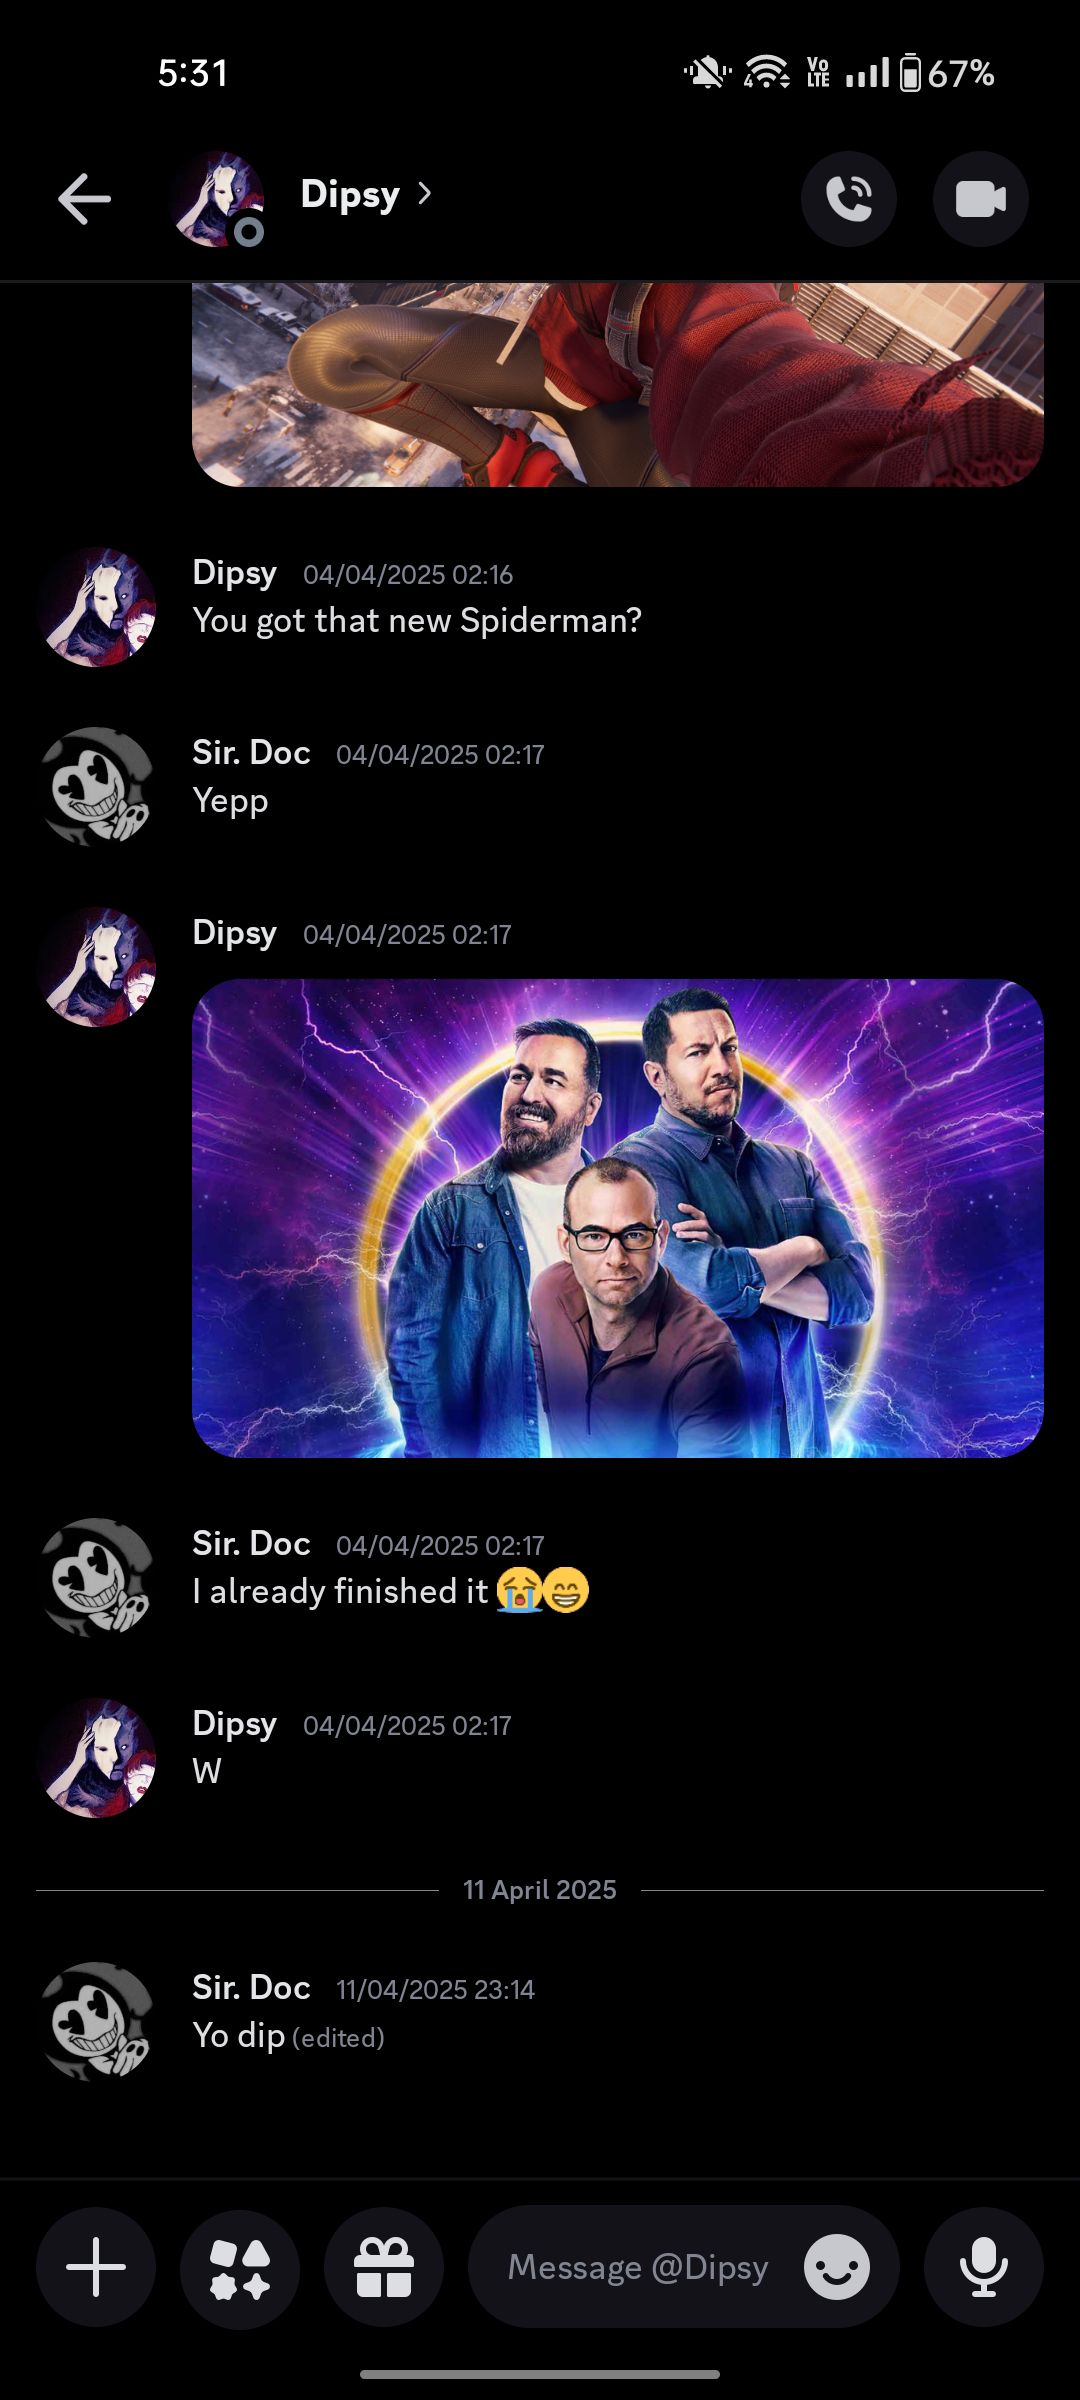 5:31
4
Vo
LTE
67%
Dipsy
Dipsy 04/04/2025 02:16
You got that new Spiderman?
Sir. Doc 04/04/2025 02:17
Yepp
Dipsy 04/04/2025 02:17
Sir. Doc 04/04/2025 02:17
I already finished it 😭😁
Dipsy 04/04/2025 02:17
W
11 April 2025
Sir. Doc 11/04/2025 23:14
Yo dip (edited)
Message @Dipsy